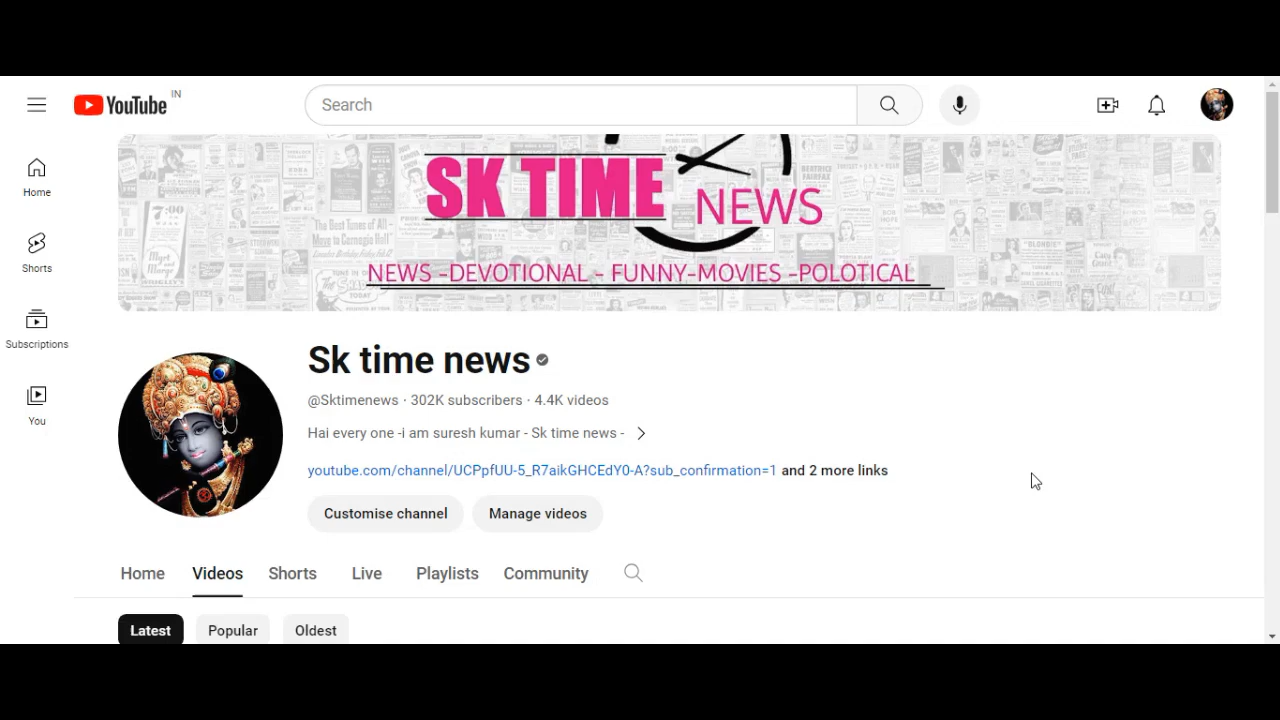 YouTube IN
Search
Home
Shorts
Subscriptions
You
SK TIME
NEWS
NEWS -DEVOTIONAL - FUNNY-MOVIES -POLOTICAL
Sk time news
@Sktimenews · 302K subscribers · 4.4K videos
Hai every one -i am suresh kumar - Sk time news -
youtube.com/channel/UCPpfUU-5_R7aikGHCEdY0-A?sub_confirmation=1 and 2 more links
Customise channel Manage videos
Home Videos Shorts Live Playlists Community
Latest Popular Oldest